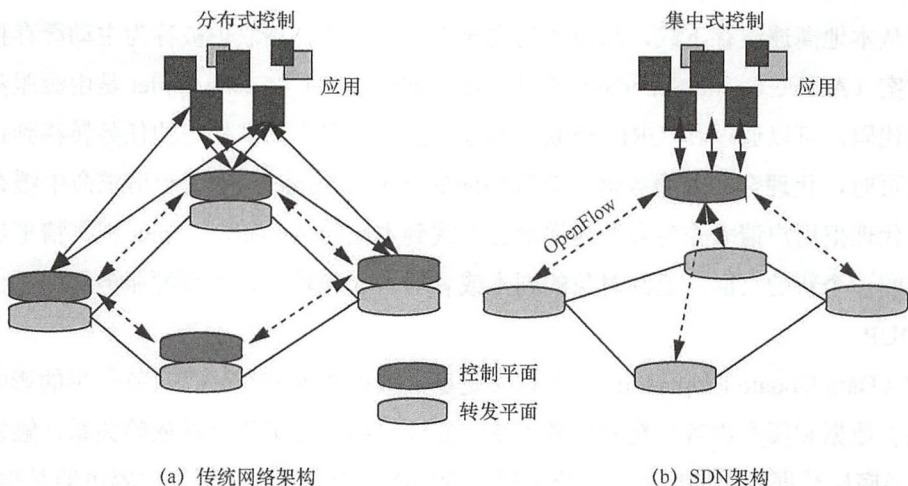 分布式控制
集中式控制
应用
应用
OpenFlow
控制平面
转发平面
(a) 传统网络架构
(b) SDN架构